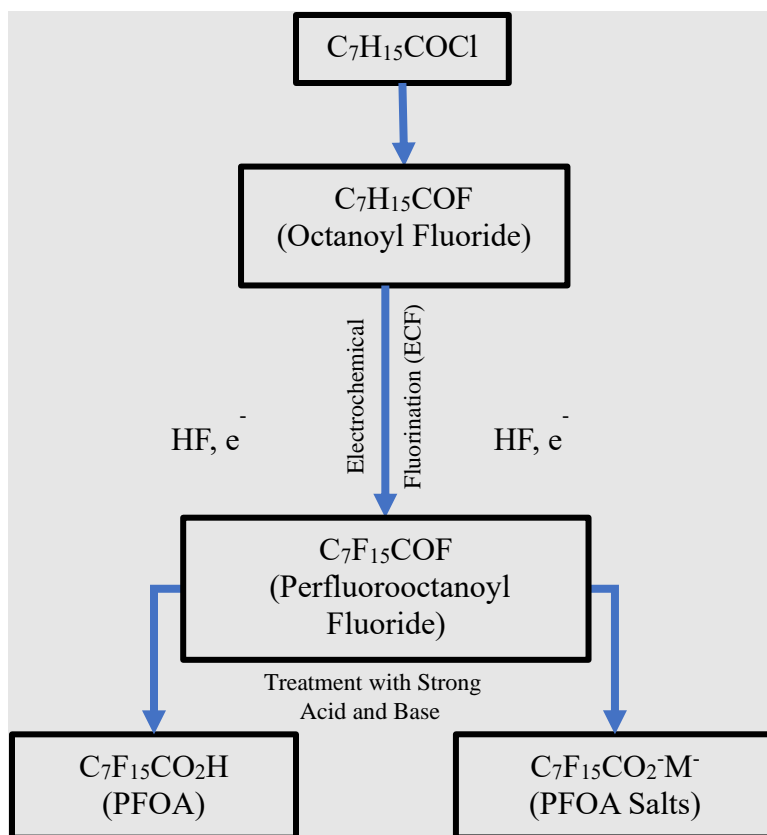 C₇H₁₅COCl
C₇H₁₅COF
(Octanoyl Fluoride)
Electrochemical
Fluorination (ECF)
HF, e⁻
HF, e⁻
C₇F₁₅COF
(Perfluorooctanoyl
Fluoride)
Treatment with Strong
Acid and Base
C₇F₁₅CO₂H
(PFOA)
C₇F₁₅CO₂⁻M⁻
(PFOA Salts)